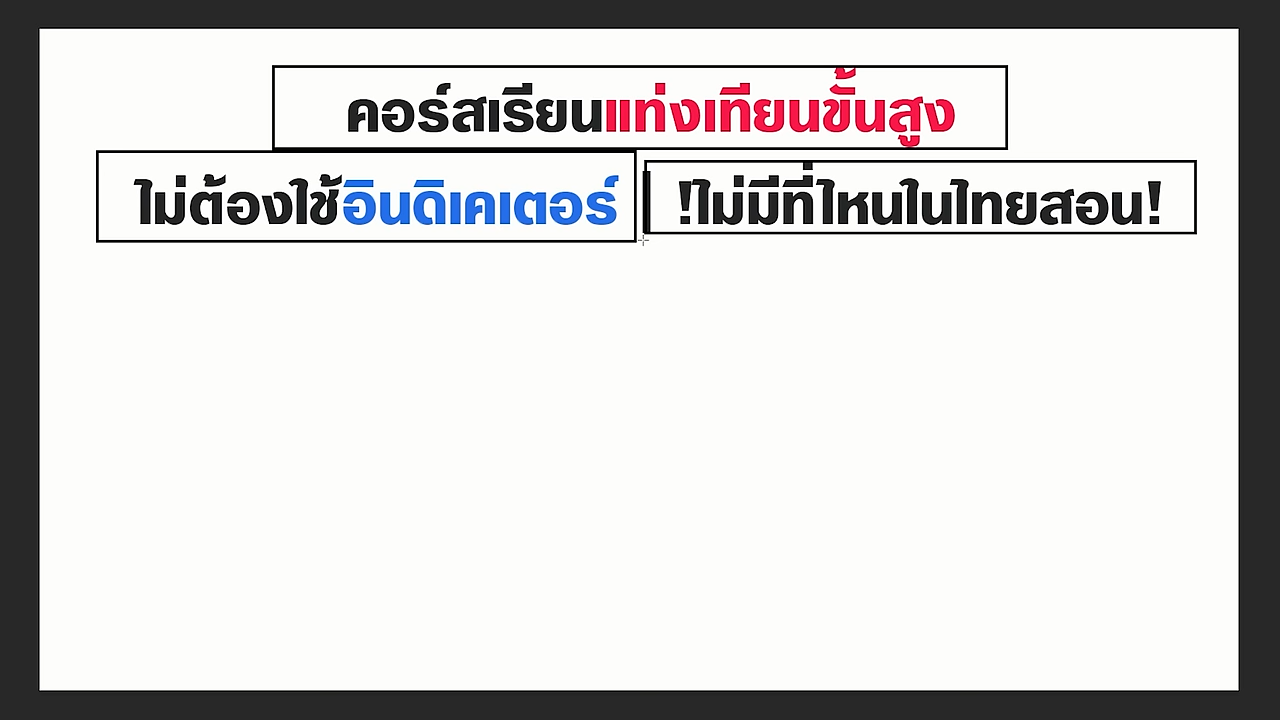 คอร์สเรียนแท่งเทียนขั้นสูง
ไม่ต้องใช้อินดิเคเตอร์ !ไม่มีที่ไหนในไทยสอน!